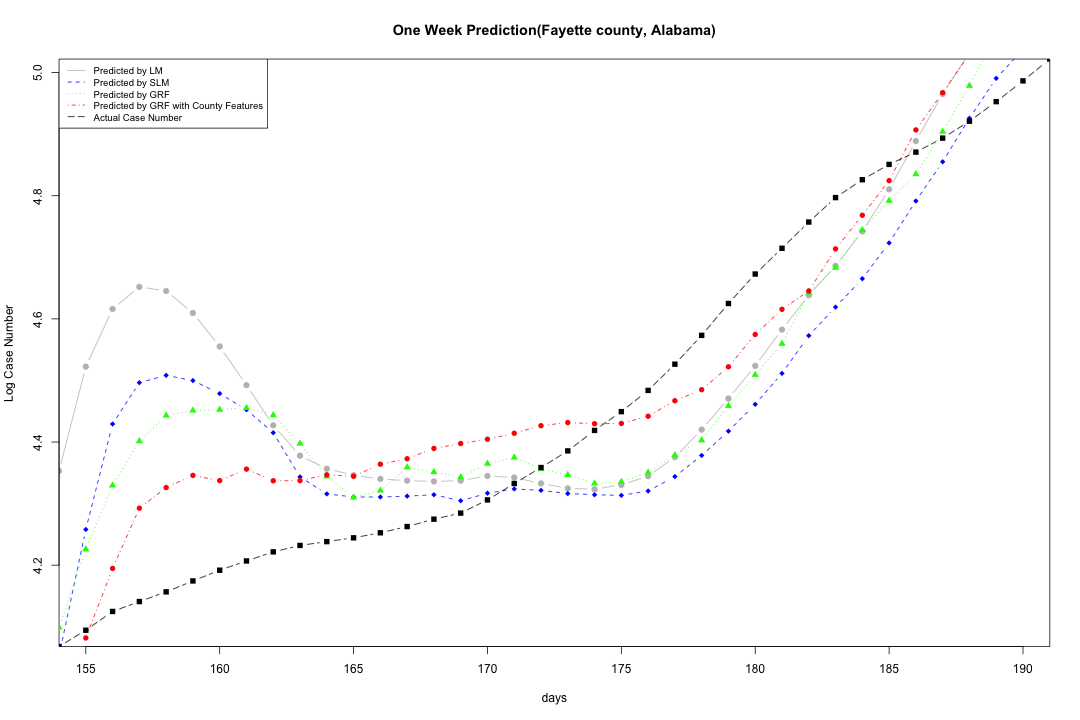 One Week Prediction(Fayette county, Alabama)
Predicted by LM
Predicted by SLM
Predicted by GRF
Predicted by GRF with County Features
Actual Case Number
5.0
4.8
4.6
4.4
4.2
Log Case Number
155 160 165 170 175 180 185 190
days